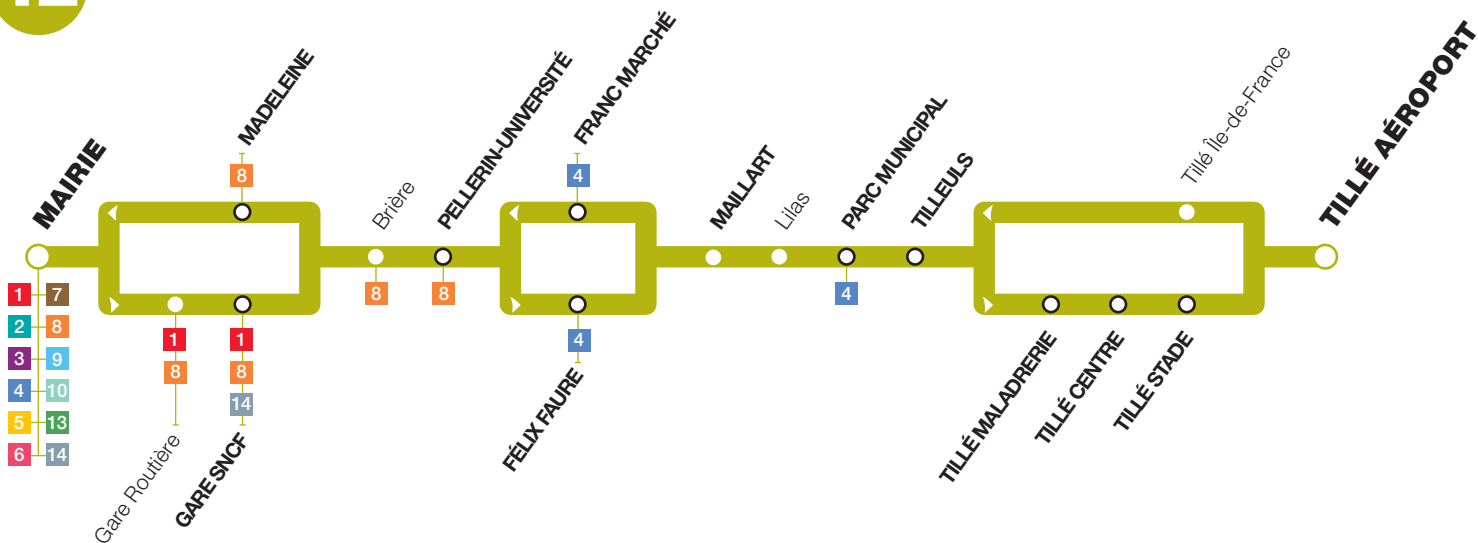 MAIRIE
1 7
2 8
3 9
4 10
5 13
6 14
MADELEINE
8
Gare Routière
1
8
GARE SNCF
1
8
14
Brière
8
PELLERIN-UNIVERSITÉ
8
FRANC MARCHÉ
4
FÉLIX FAURE
4
MAILLART
Lilas
PARC MUNICIPAL
4
TILLEULS
TILLÉ MALADRERIE
TILLÉ CENTRE
TILLÉ STADE
Tillé Île-de-France
TILLÉ AÉROPORT